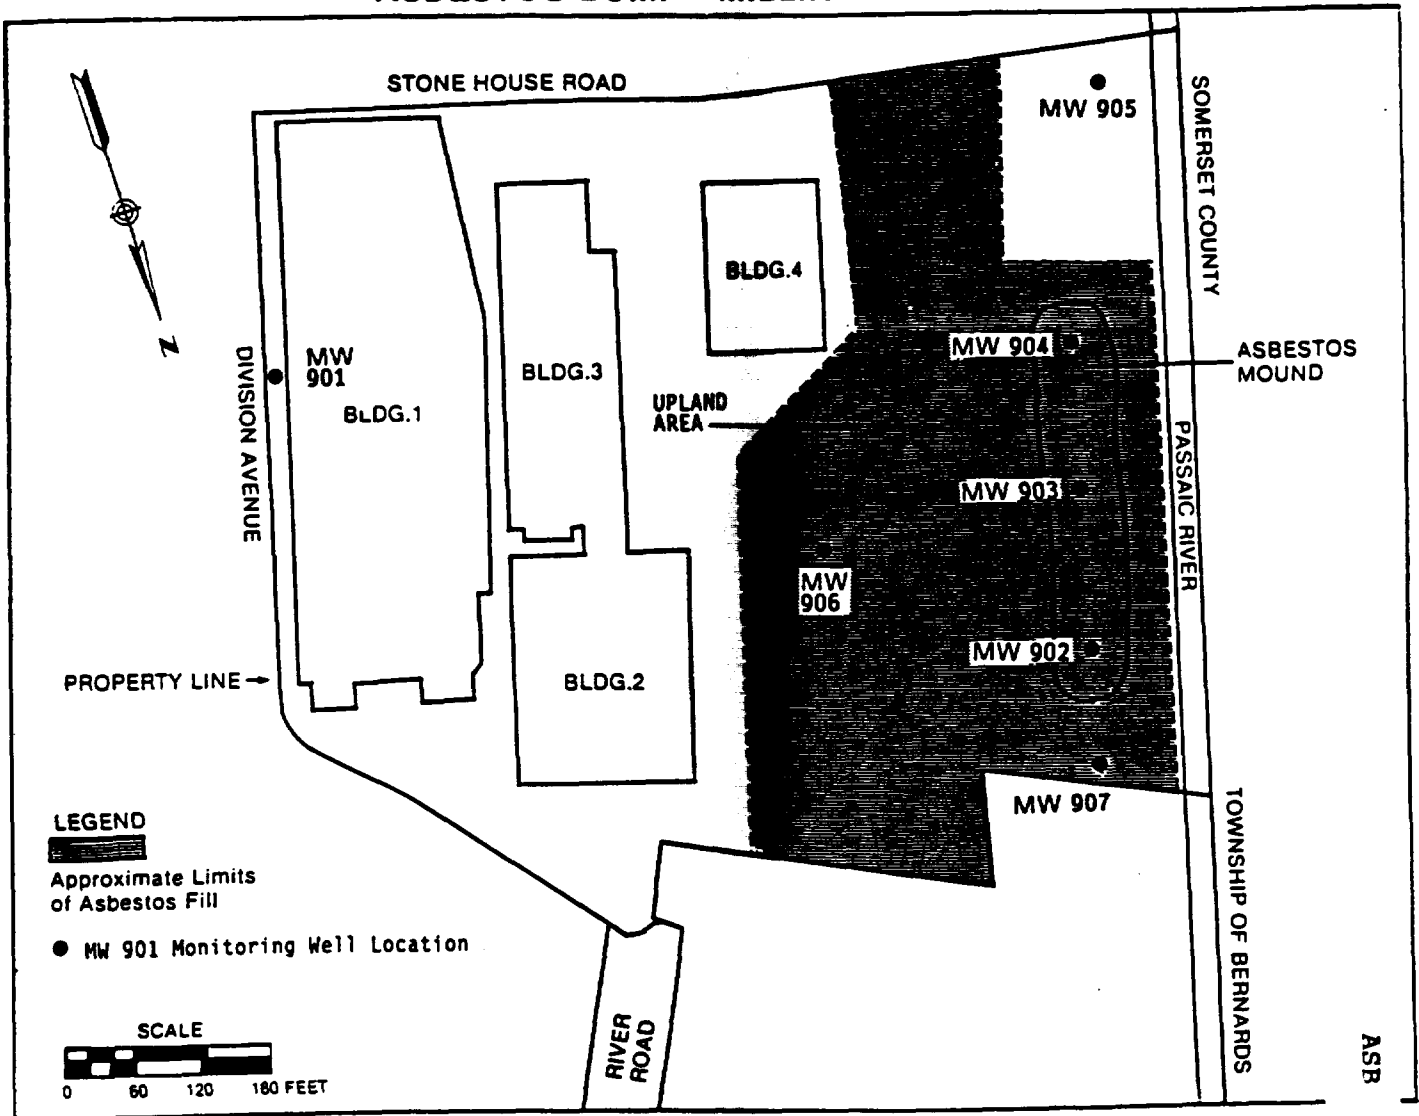 STONE HOUSE ROAD
MW 905
SOMERSET COUNTY
N
BLDG.4
MW
901
DIVISION AVENUE
BLDG.1
BLDG.3
MW 904
ASBESTOS
MOUND
UPLAND
AREA
PASSAIC RIVER
MW 903
MW
906
MW 902
PROPERTY LINE
BLDG.2
MW 907
TOWNSHIP OF BERNARDS
LEGEND
Approximate Limits
of Asbestos Fill
MW 901 Monitoring Well Location
SCALE
0 60 120 180 FEET
RIVER
ROAD
ASB